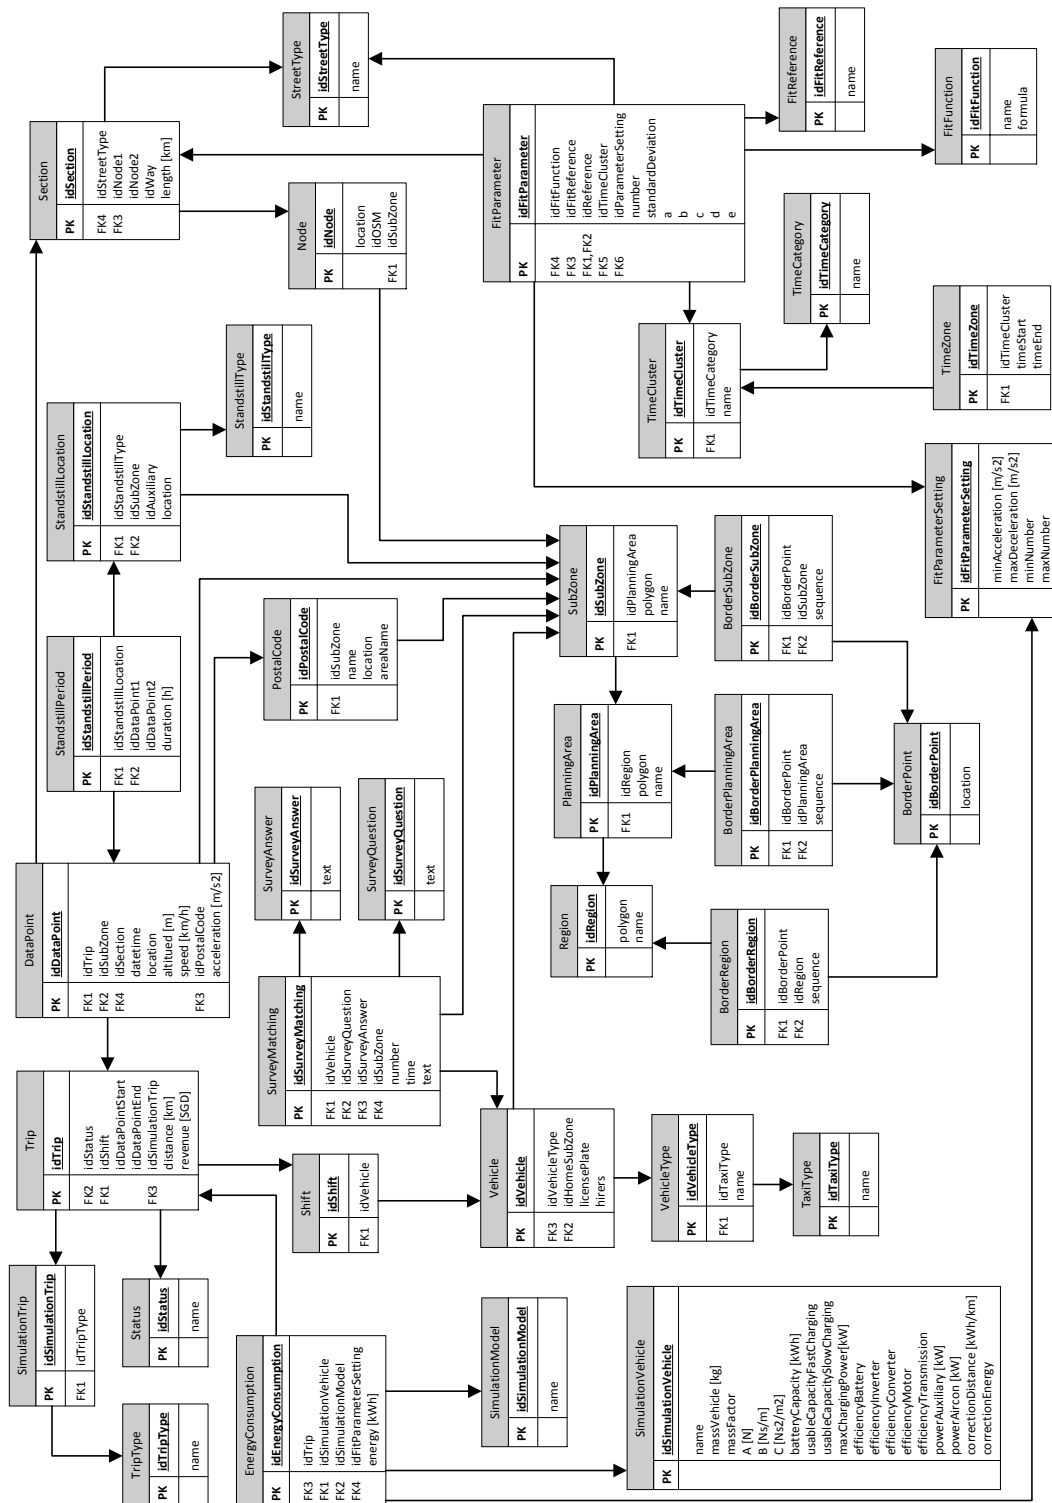 TripType
PK idTripType
name
SimulationTrip
PK idSimulationTrip
FK1 idTripType
Status
PK idStatus
name
Trip
PK idTrip
FK2 idStatus
FK1 idShift
idDataPointStart
idDataPointEnd
FK3 idSimulationTrip
distance [km]
revenue [SGD]
DataPoint
PK idDataPoint
FK1 idTrip
FK2 idSubZone
FK4 idSection
datetime
location
altitued [m]
speed [km/h]
FK3 idPostalCode
acceleration [m/s2]
StandstillPeriod
PK idStandstillPeriod
FK1 idStandstillLocation
FK2 idDataPoint1
idDataPoint2
duration [h]
StandstillLocation
PK idStandstillLocation
FK1 idStandstillType
FK2 idSubZone
idAuxiliary
location
Section
PK idSection
FK4 idStreetType
FK3 idNode1
idNode2
idWay
length [km]
EnergyConsumption
PK idEnergyConsumption
FK3 idTrip
FK1 idSimulationVehicle
FK2 idSimulationModel
FK4 idFitParameterSetting
energy [kWh]
Shift
PK idShift
FK1 idVehicle
SurveyMatching
PK idSurveyMatching
FK1 idVehicle
FK2 idSurveyQuestion
FK3 idSurveyAnswer
FK4 idSubZone
number
time
text
SurveyAnswer
PK idSurveyAnswer
text
SurveyQuestion
PK idSurveyQuestion
text
PostalCode
PK idPostalCode
FK1 idSubZone
name
location
areaName
StandstillType
PK idStandstillType
name
Node
PK idNode
location
idOSM
FK1 idSubZone
StreetType
PK idStreetType
name
SimulationModel
PK idSimulationModel
name
Vehicle
PK idVehicle
FK3 idVehicleType
FK2 idHomeSubZone
licensePlate
hirers
Region
PK idRegion
polygon
name
PlanningArea
PK idPlanningArea
FK1 idRegion
polygon
name
SubZone
PK idSubZone
FK1 idPlanningArea
polygon
name
TimeCluster
PK idTimeCluster
FK1 idTimeCategory
name
FitParameter
PK idFitParameter
FK4 idFitFunction
FK3 idFitReference
FK1,FK2 idReference
FK5 idTimeCluster
FK6 idParameterSetting
number
standardDeviation
a
b
c
d
e
SimulationVehicle
PK idSimulationVehicle
name
massVehicle [kg]
massFactor
A [N]
B [Ns/m]
C [Ns2/m2]
batteryCapacity [kWh]
usableCapacityFastCharging
usableCapacitySlowCharging
maxChargingPower[kW]
efficiencyBattery
efficiencyInverter
efficiencyConverter
efficiencyMotor
efficiencyTransmission
powerAuxiliary [kW]
powerAircon [kW]
correctionDistance [kWh/km]
correctionEnergy
VehicleType
PK idVehicleType
FK1 idTaxiType
name
TaxiType
PK idTaxiType
name
BorderRegion
PK idBorderRegion
FK1 idBorderPoint
FK2 idRegion
sequence
BorderPlanningArea
PK idBorderPlanningArea
FK1 idBorderPoint
FK2 idPlanningArea
sequence
BorderSubZone
PK idBorderSubZone
FK1 idBorderPoint
FK2 idSubZone
sequence
BorderPoint
PK idBorderPoint
location
TimeCategory
PK idTimeCategory
name
FitReference
PK idFitReference
name
FitParameterSetting
PK idFitParameterSetting
minAcceleration [m/s2]
maxDeceleration [m/s2]
minNumber
maxNumber
TimeZone
PK idTimeZone
FK1 idTimeCluster
timeStart
timeEnd
FitFunction
PK idFitFunction
name
formula